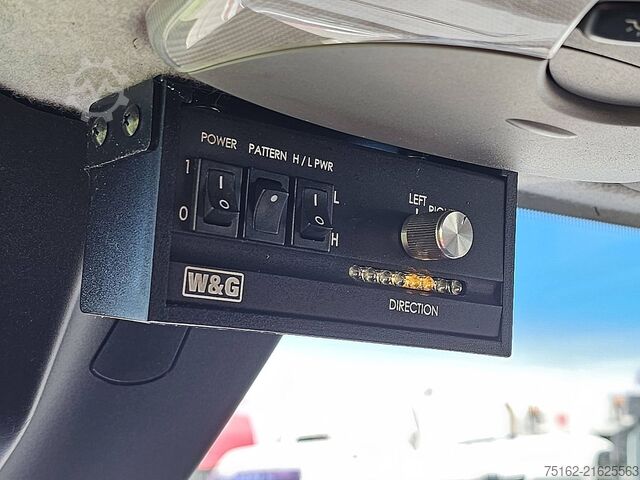 POWER PATTERN H / L PWR
1
0
L
H
LEFT
W&G
DIRECTION
75162-21625563